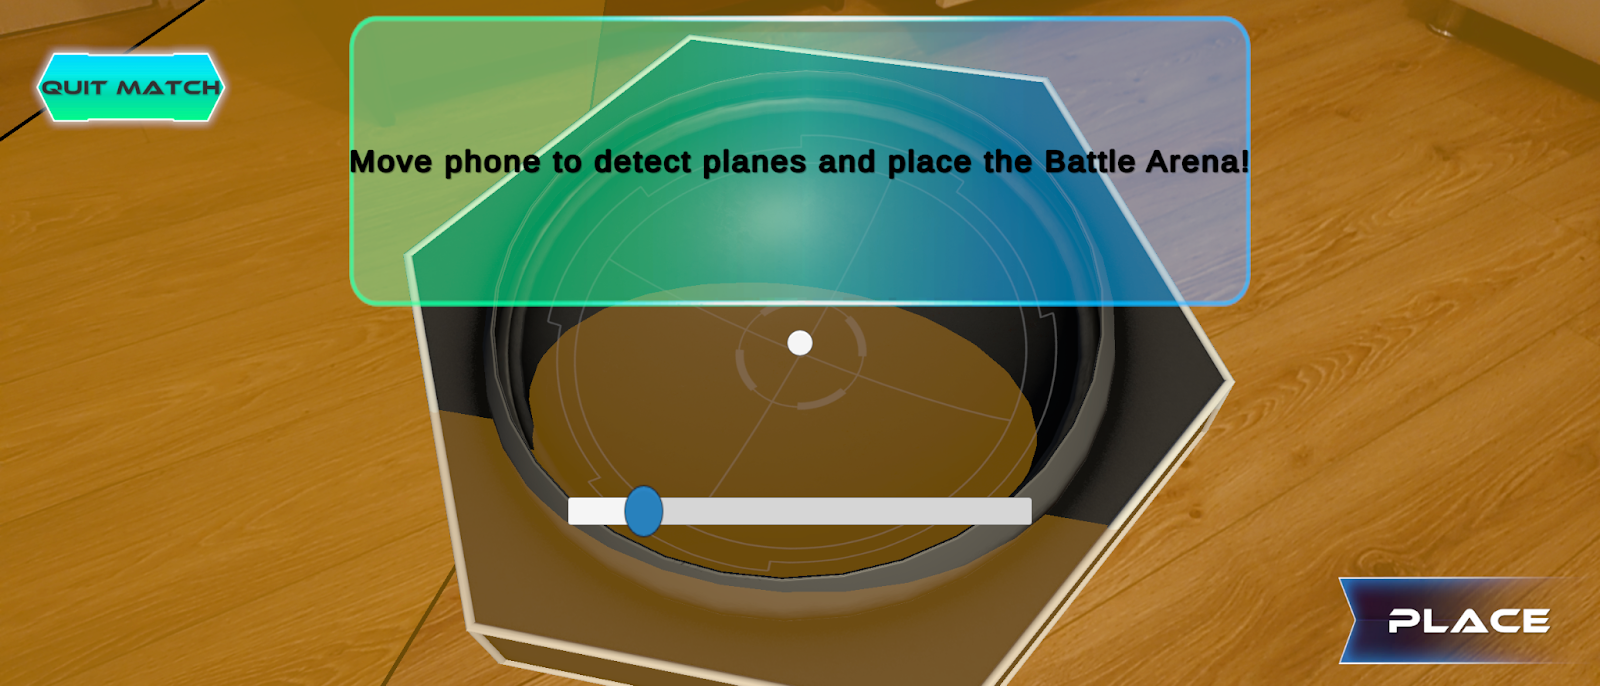 QUIT MATCH
Move phone to detect planes and place the Battle Arena!
PLACE